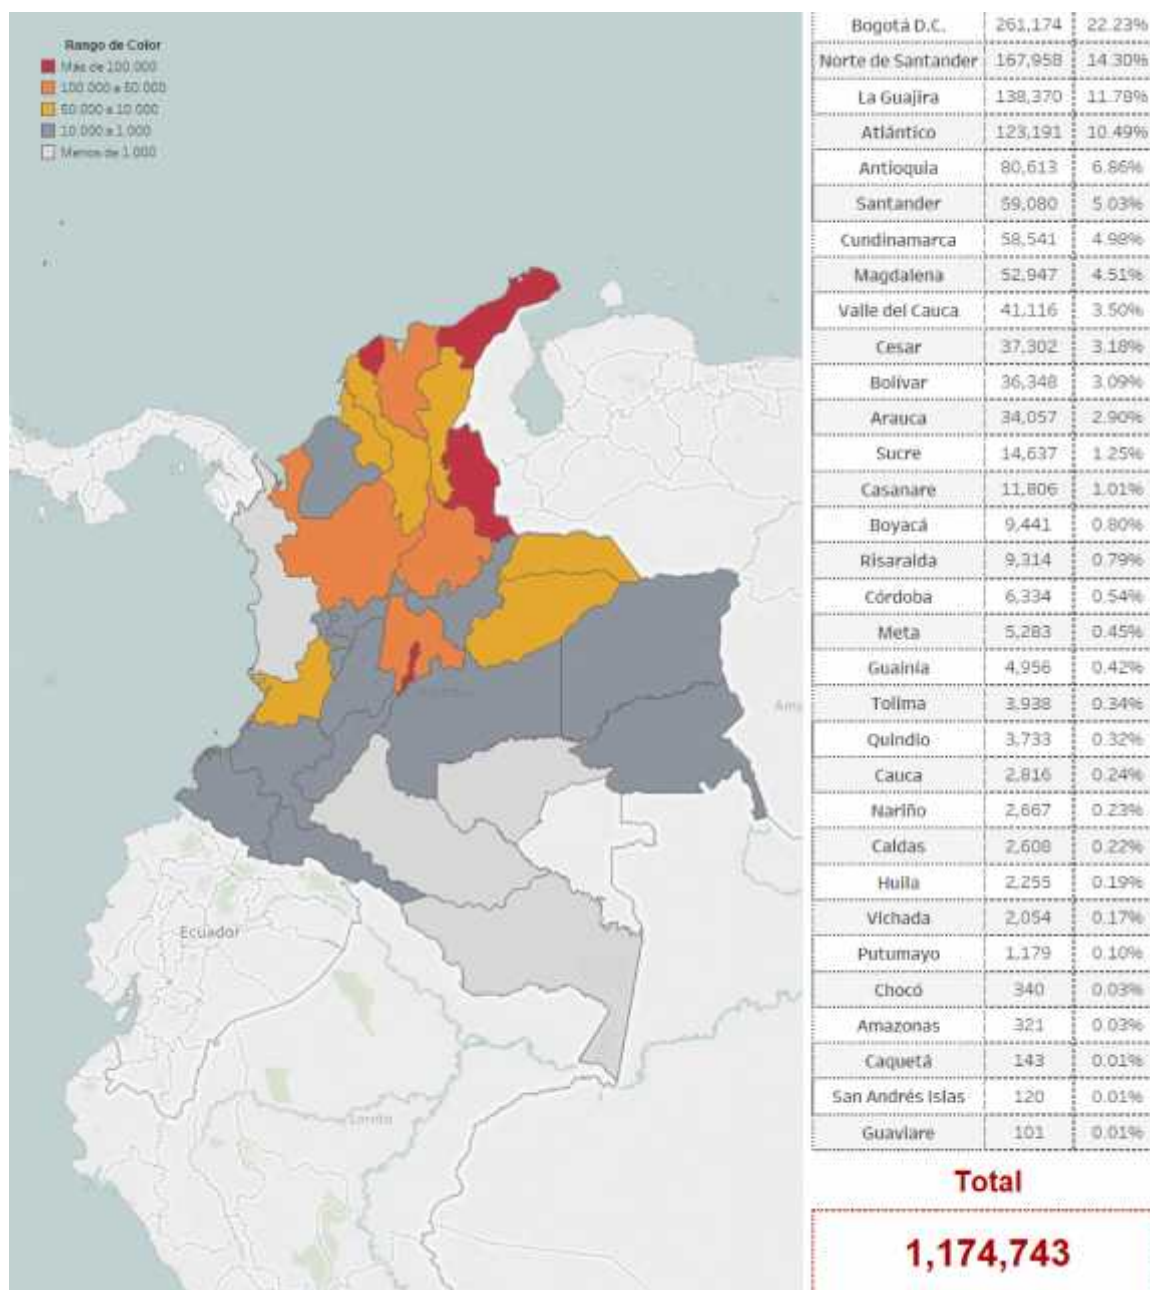 Rango de Color
Más de 100.000
100.000 a 50.000
50.000 a 10.000
10.000 a 1.000
Menos de 1.000
Ecuador
Loreto
Bogotá D.C. 261,174 22.23%
Norte de Santander 167,958 14.30%
La Guajira 138,370 11.78%
Atlántico 123,191 10.49%
Antioquia 80,613 6.86%
Santander 59,080 5.03%
Cundinamarca 58,541 4.98%
Magdalena 52,947 4.51%
Valle del Cauca 41,116 3.50%
Cesar 37,302 3.18%
Bolívar 36,348 3.09%
Arauca 34,057 2.90%
Sucre 14,637 1.25%
Casanare 11,806 1.01%
Boyacá 9,441 0.80%
Risaralda 9,314 0.79%
Córdoba 6,334 0.54%
Meta 5,283 0.45%
Guainía 4,956 0.42%
Tolima 3,938 0.34%
Quindío 3,733 0.32%
Cauca 2,816 0.24%
Nariño 2,667 0.23%
Caldas 2,608 0.22%
Huila 2,255 0.19%
Vichada 2,054 0.17%
Putumayo 1,179 0.10%
Chocó 340 0.03%
Amazonas 321 0.03%
Caquetá 143 0.01%
San Andrés Islas 120 0.01%
Guaviare 101 0.01%
Total
1,174,743